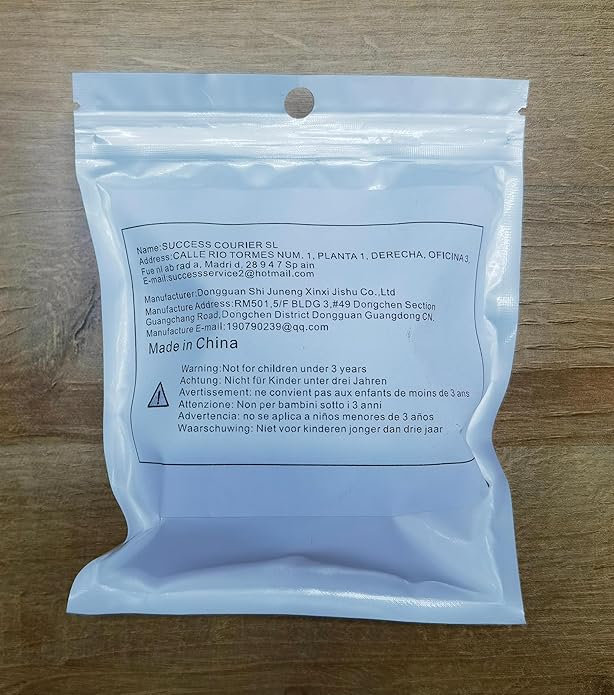 Name:SUCCESS COURIER SL
Address:CALLE RIO TORMES NUM. 1, PLANTA 1, DERECHA, OFICINA 3,
Fue nl ab rad a, Madri d, 28 9 4 7 Sp ain
E-mail:successservice2@hotmail.com
Manufacturer:Dongguan Shi Juneng Xinxi Jishu Co.,Ltd
Manufacture Address:RM501,5/F BLDG 3,#49 Dongchen Section
Guangchang Road,Dongchen District Dongguan Guangdong CN,
Manufacture E-mail:190790239@qq.com
Made in China
Warning:Not for children under 3 years
Achtung: Nicht für Kinder unter drei Jahren
Avertissement: ne convient pas aux enfants de moins de 3 ans
Attenzione: Non per bambini sotto i 3 anni
Advertencia: no se aplica a niños menores de 3 años
Waarschuwing: Niet voor kinderen jonger dan drie jaar